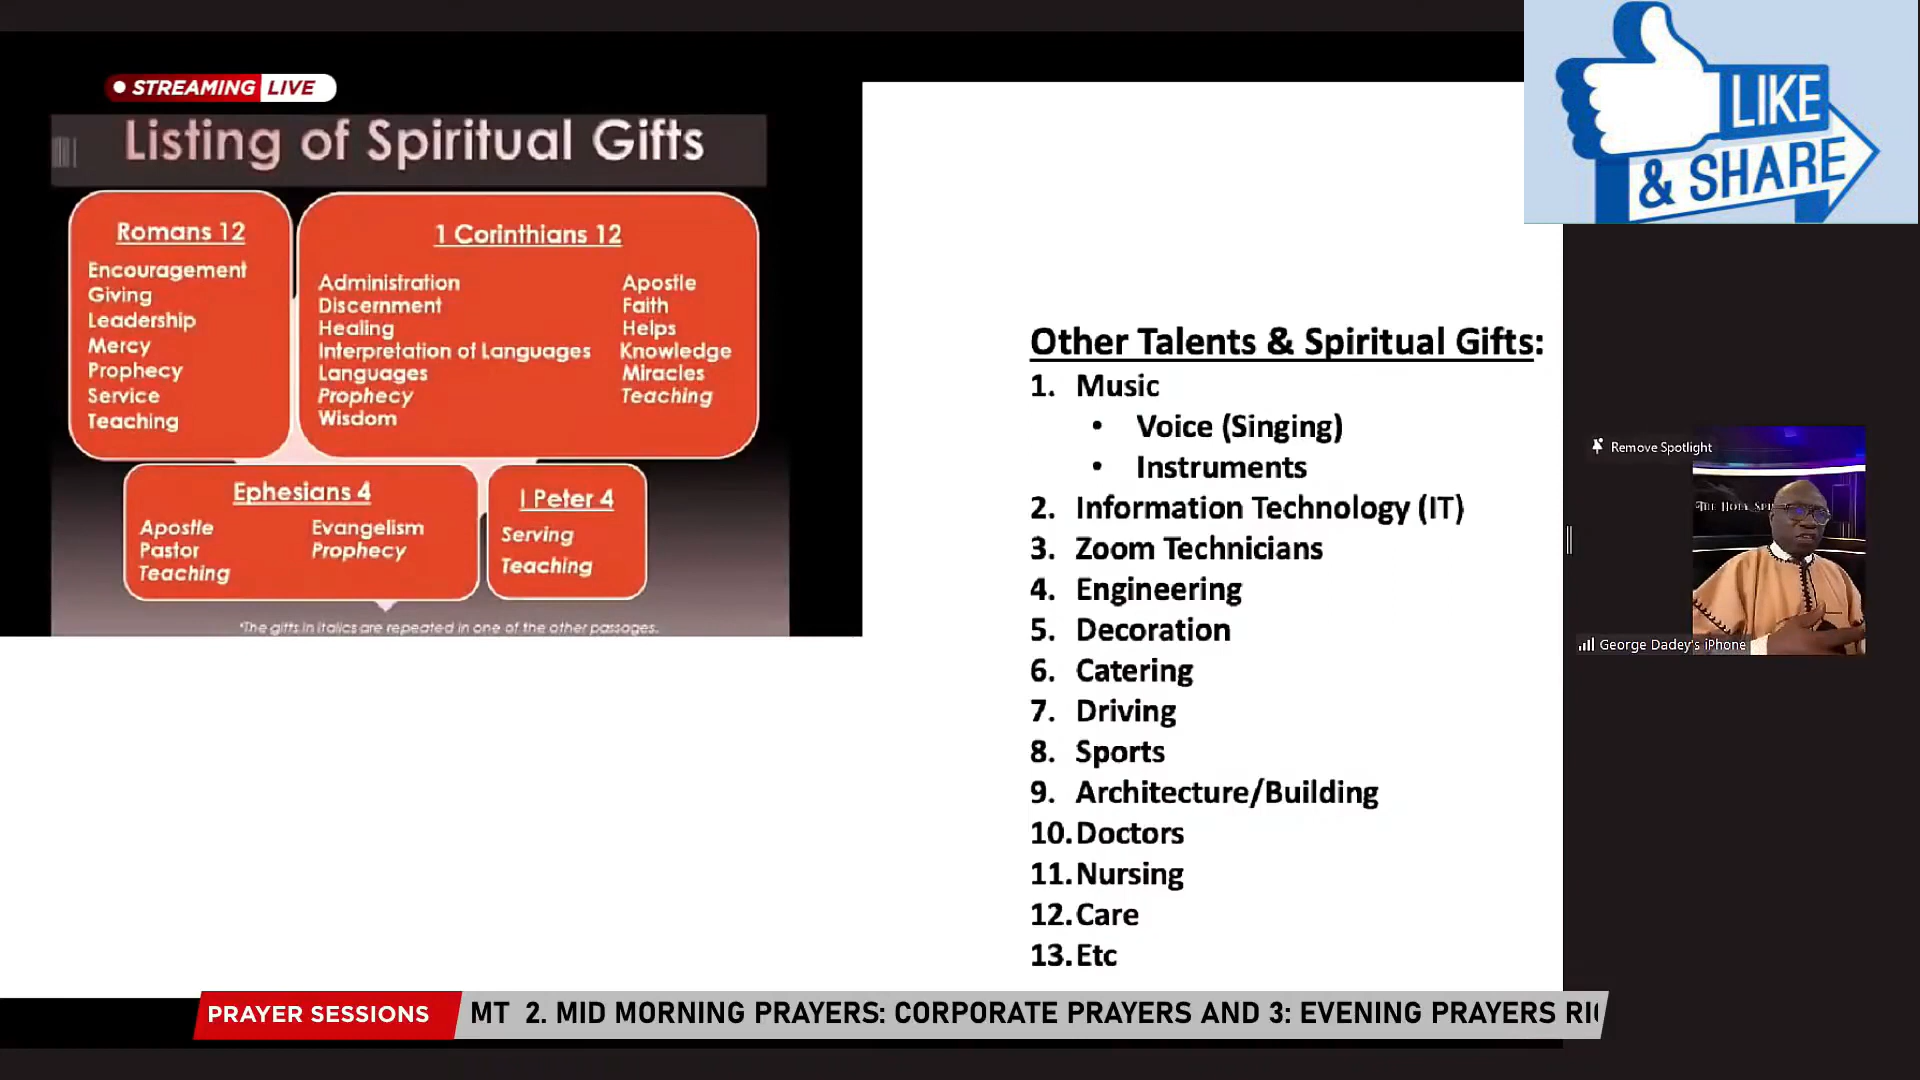 STREAMING LIVE
Listing of Spiritual Gifts
Romans 12
Encouragement
Giving
Leadership
Mercy
Prophecy
Service
Teaching
1 Corinthians 12
Administration
Discernment
Healing
Interpretation of Languages
Languages
Prophecy
Wisdom
Apostle
Faith
Helps
Knowledge
Miracles
Teaching
Ephesians 4
Apostle
Pastor
Teaching
Evangelism
Prophecy
I Peter 4
Serving
Teaching
*The gifts in italics are repeated in one of the other passages.
Other Talents & Spiritual Gifts:
1. Music
• Voice (Singing)
• Instruments
2. Information Technology (IT)
3. Zoom Technicians
4. Engineering
5. Decoration
6. Catering
7. Driving
8. Sports
9. Architecture/Building
10. Doctors
11. Nursing
12. Care
13. Etc
LIKE
& SHARE
Remove Spotlight
THE HOLY
George Dadey's iPhone
PRAYER SESSIONS
MT 2. MID MORNING PRAYERS: CORPORATE PRAYERS AND 3: EVENING PRAYERS